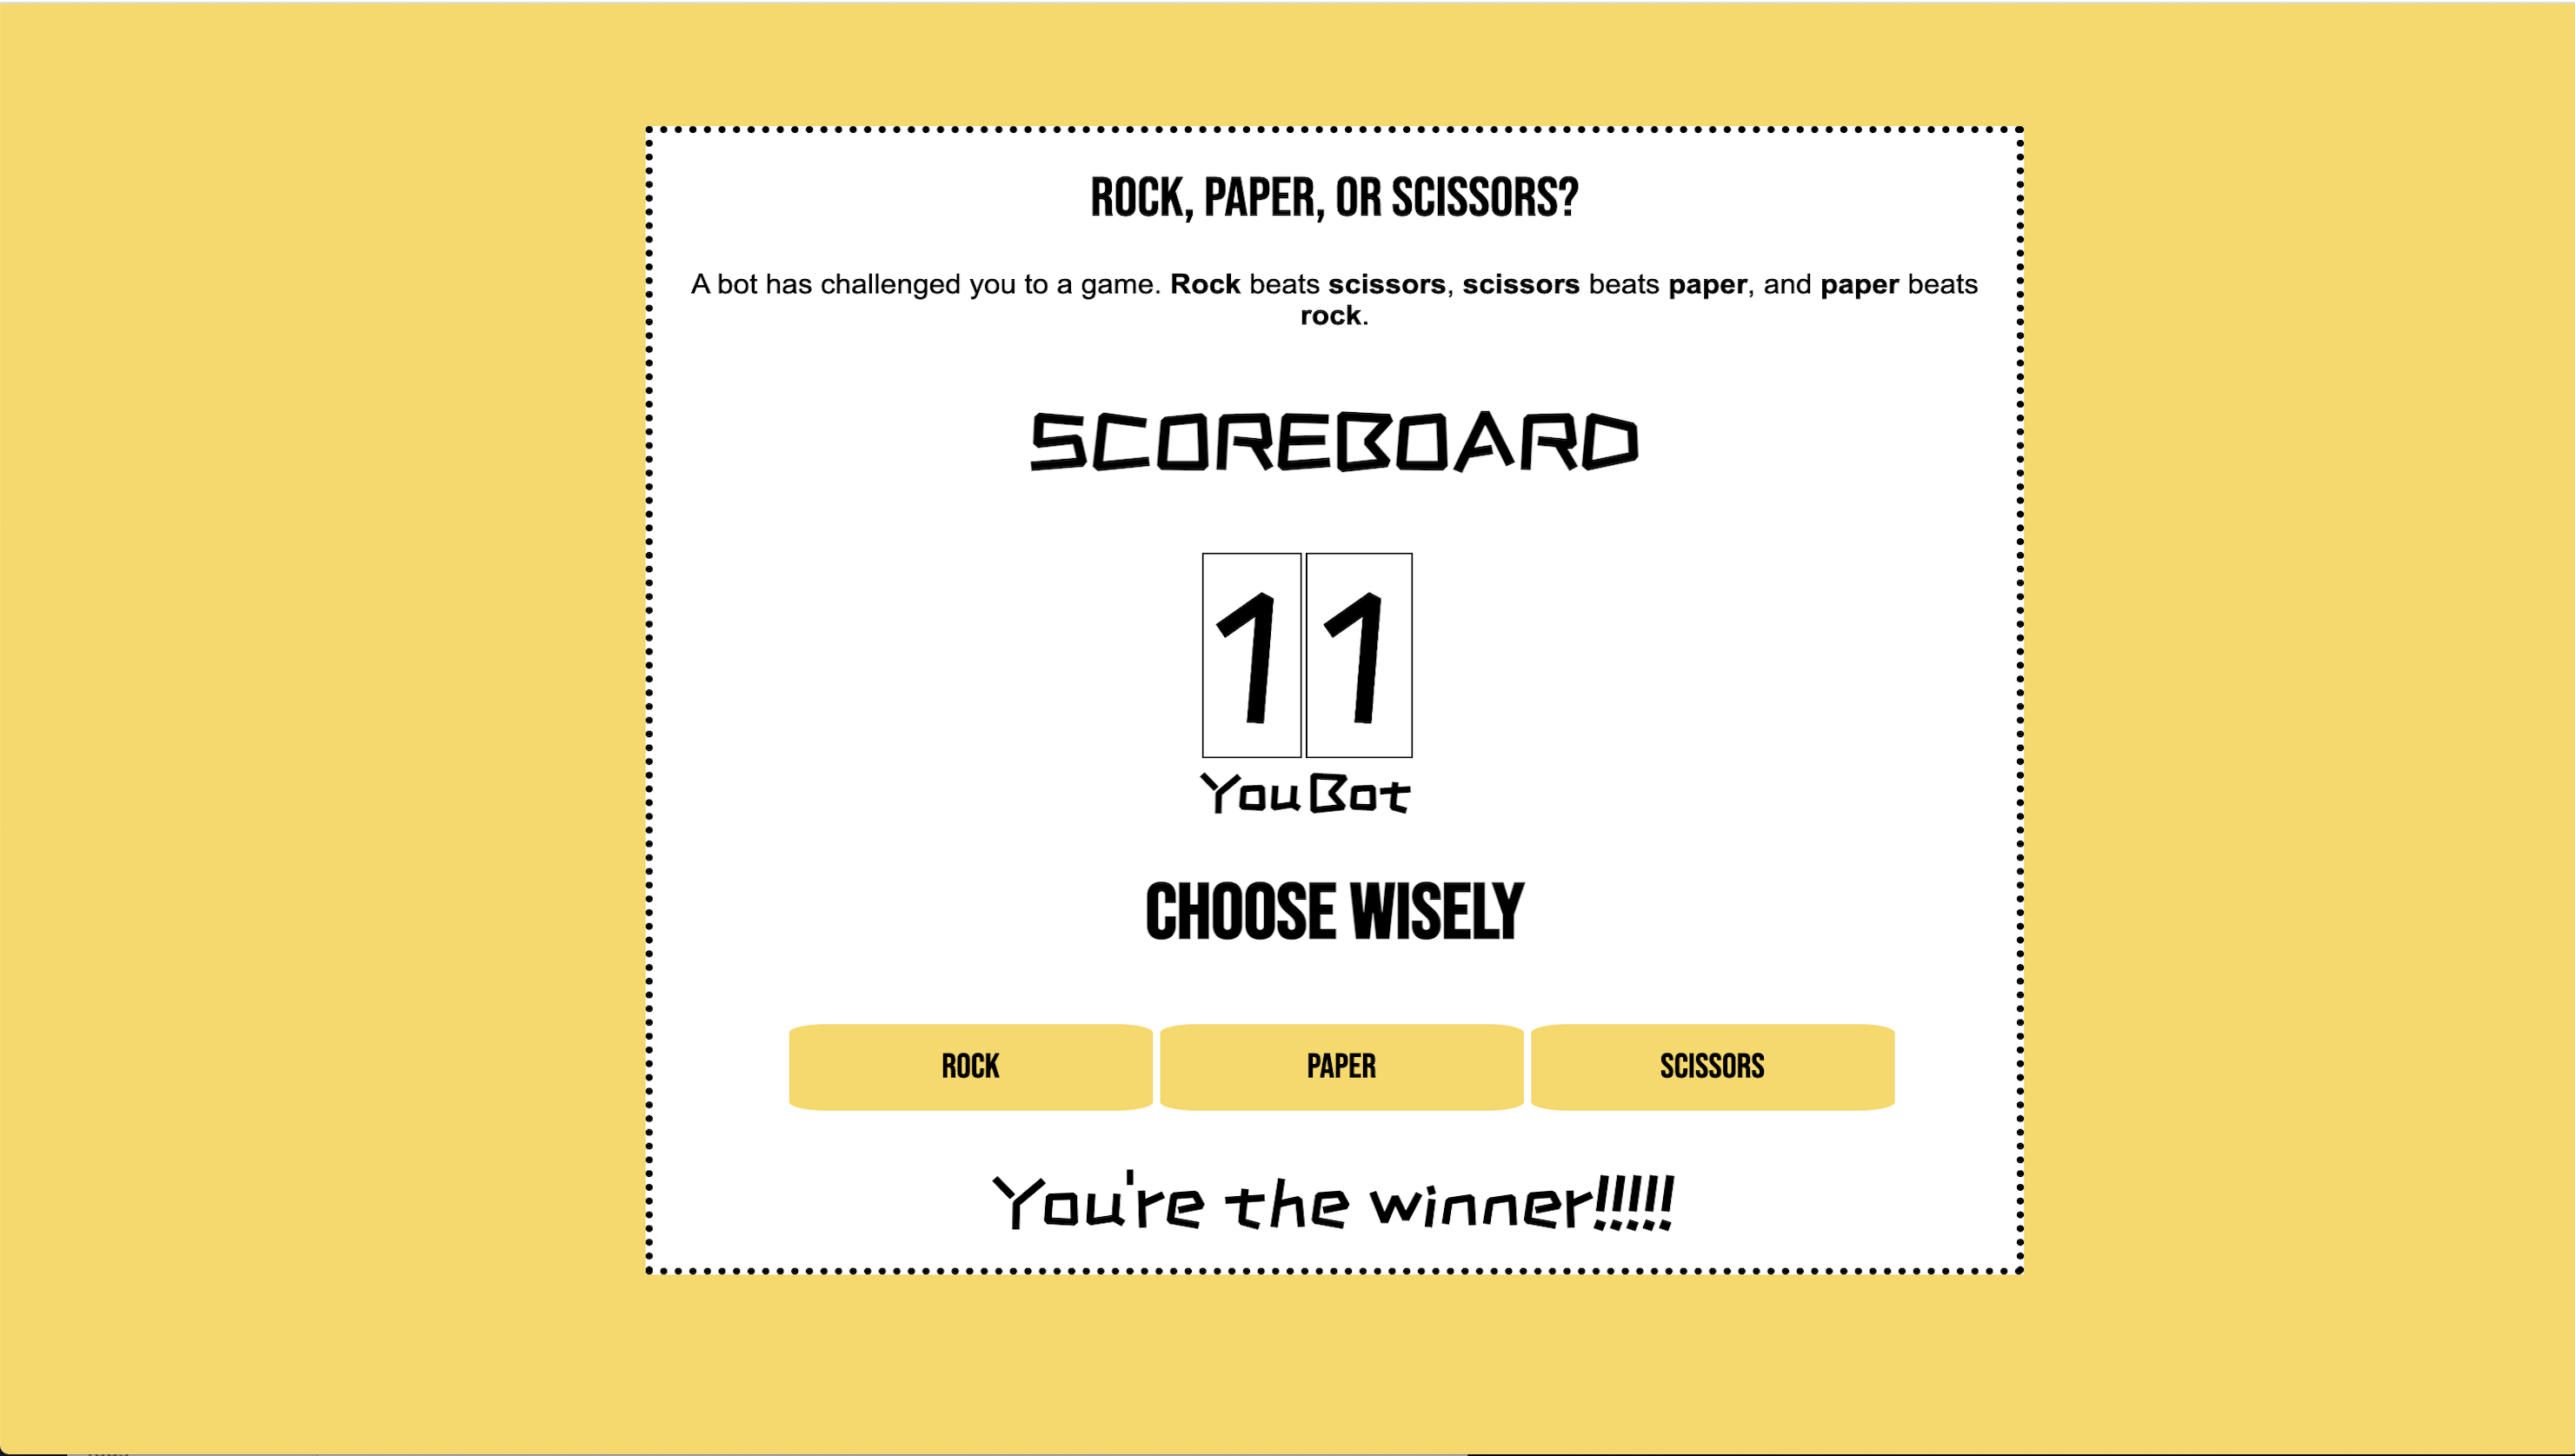 ROCK, PAPER, OR SCISSORS?
A bot has challenged you to a game. Rock beats scissors, scissors beats paper, and paper beats
rock.
SCOREBOARD
1 1
You Bot
CHOOSE WISELY
ROCK PAPER SCISSORS
You're the winner!!!!!